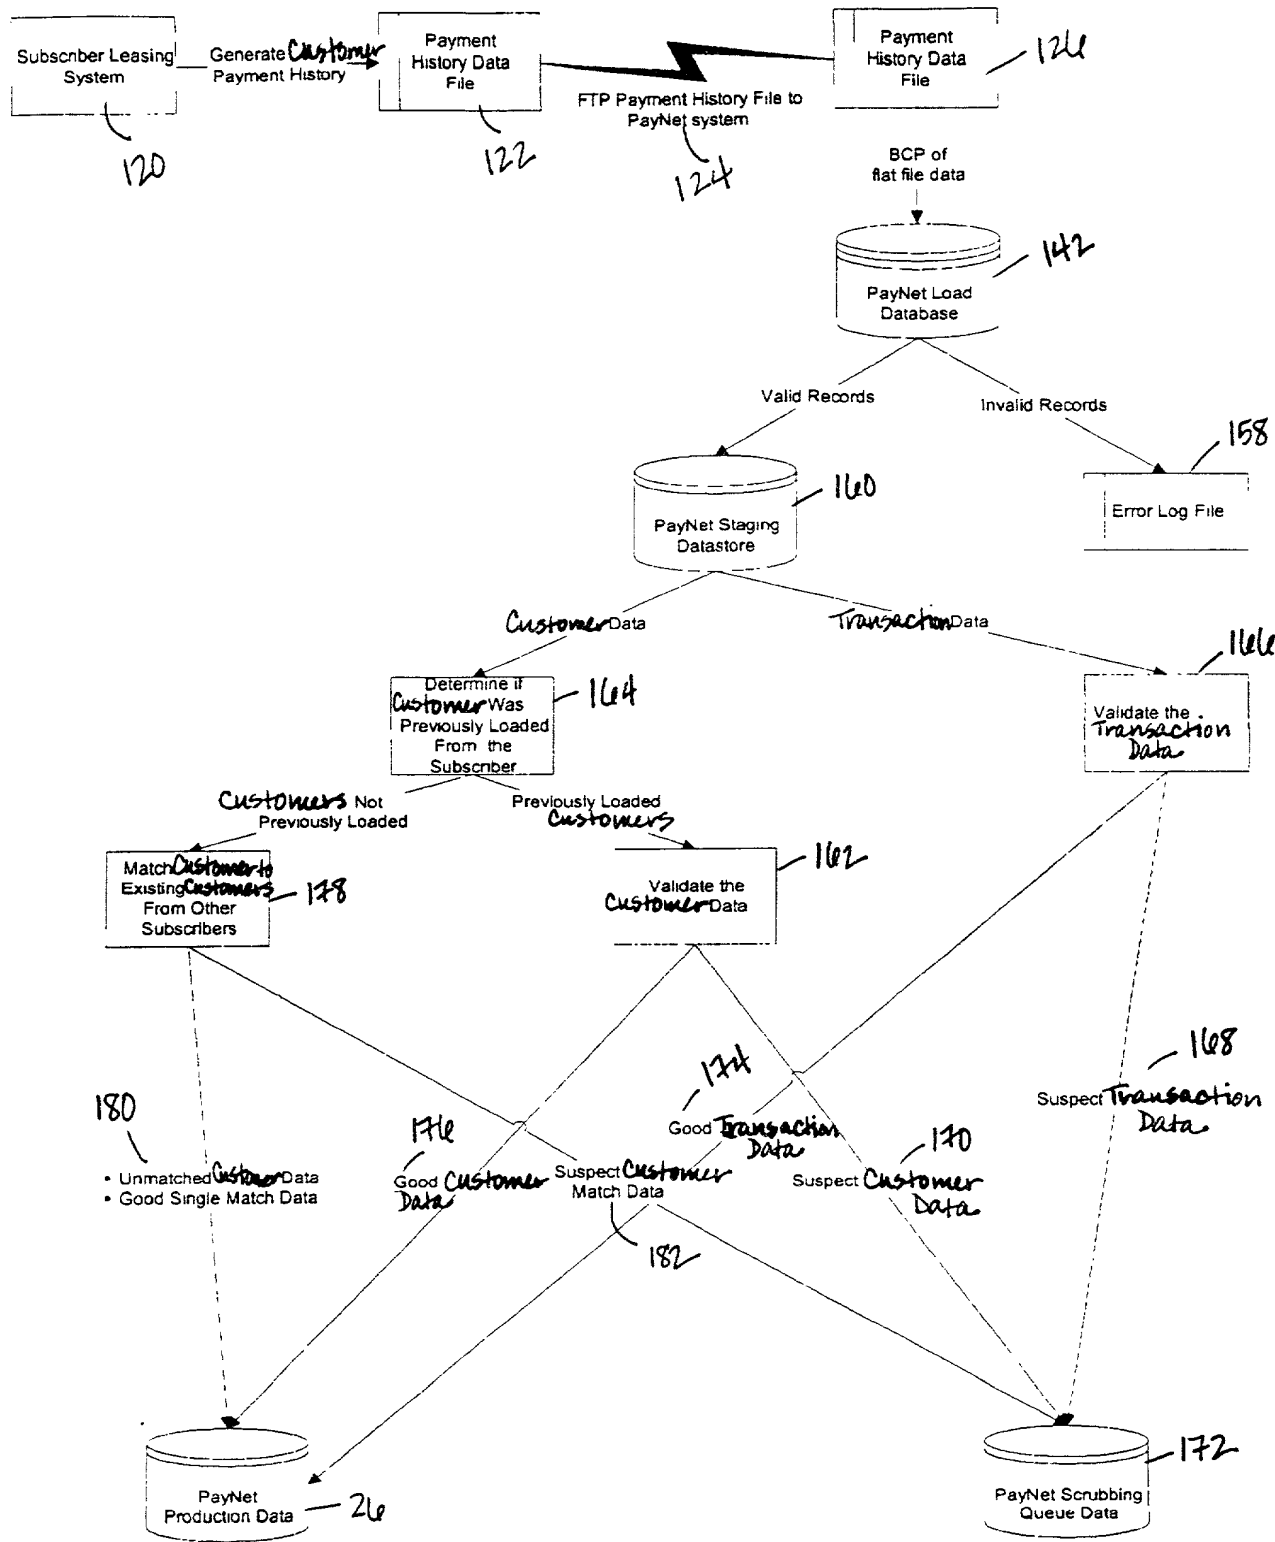 Subscriber Leasing
System
120
Generate Customer
Payment History
Payment
History Data
File
122
FTP Payment History File to
PayNet system
124
Payment
History Data
File
126
BCP of
flat file data
PayNet Load
Database
142
Valid Records
Invalid Records
158
Error Log File
PayNet Staging
Datastore
160
Customer Data
Transaction Data
166
Determine if
Customer Was
Previously Loaded
From the
Subscriber
164
Validate the
Transaction
Data
Customers Not
Previously Loaded
Previously Loaded
Customers
Match Customer to
Existing Customers
From Other
Subscribers
178
Validate the
Customer Data
162
180
• Unmatched Customer Data
• Good Single Match Data
176
Good Customer
Data
Suspect Customer
Match Data
182
174
Good Transaction
Data
170
Suspect Customer
Data
168
Suspect Transaction
Data
PayNet
Production Data
26
PayNet Scrubbing
Queue Data
172